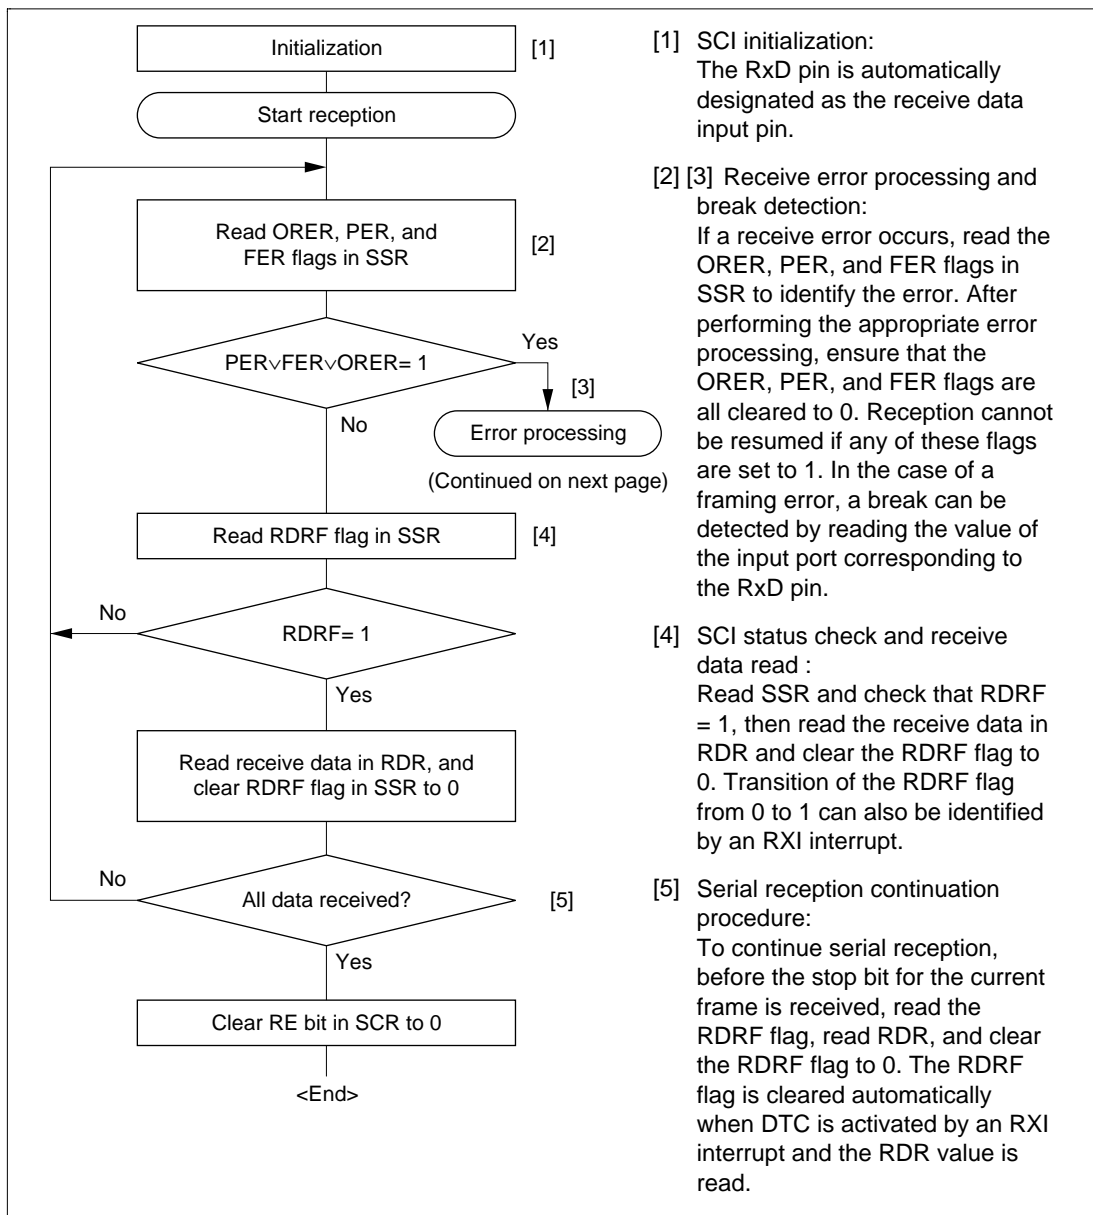 Initialization
[1]
Start reception
Read ORER, PER, and
FER flags in SSR
[2]
PER∨FER∨ORER= 1
Yes
[3]
No
Error processing
(Continued on next page)
Read RDRF flag in SSR
[4]
No
RDRF= 1
Yes
Read receive data in RDR, and
clear RDRF flag in SSR to 0
No
All data received?
[5]
Yes
Clear RE bit in SCR to 0
<End>
[1] SCI initialization:
The RxD pin is automatically
designated as the receive data
input pin.
[2] [3] Receive error processing and
break detection:
If a receive error occurs, read the
ORER, PER, and FER flags in
SSR to identify the error. After
performing the appropriate error
processing, ensure that the
ORER, PER, and FER flags are
all cleared to 0. Reception cannot
be resumed if any of these flags
are set to 1. In the case of a
framing error, a break can be
detected by reading the value of
the input port corresponding to
the RxD pin.
[4] SCI status check and receive
data read :
Read SSR and check that RDRF
= 1, then read the receive data in
RDR and clear the RDRF flag to
0. Transition of the RDRF flag
from 0 to 1 can also be identified
by an RXI interrupt.
[5] Serial reception continuation
procedure:
To continue serial reception,
before the stop bit for the current
frame is received, read the
RDRF flag, read RDR, and clear
the RDRF flag to 0. The RDRF
flag is cleared automatically
when DTC is activated by an RXI
interrupt and the RDR value is
read.